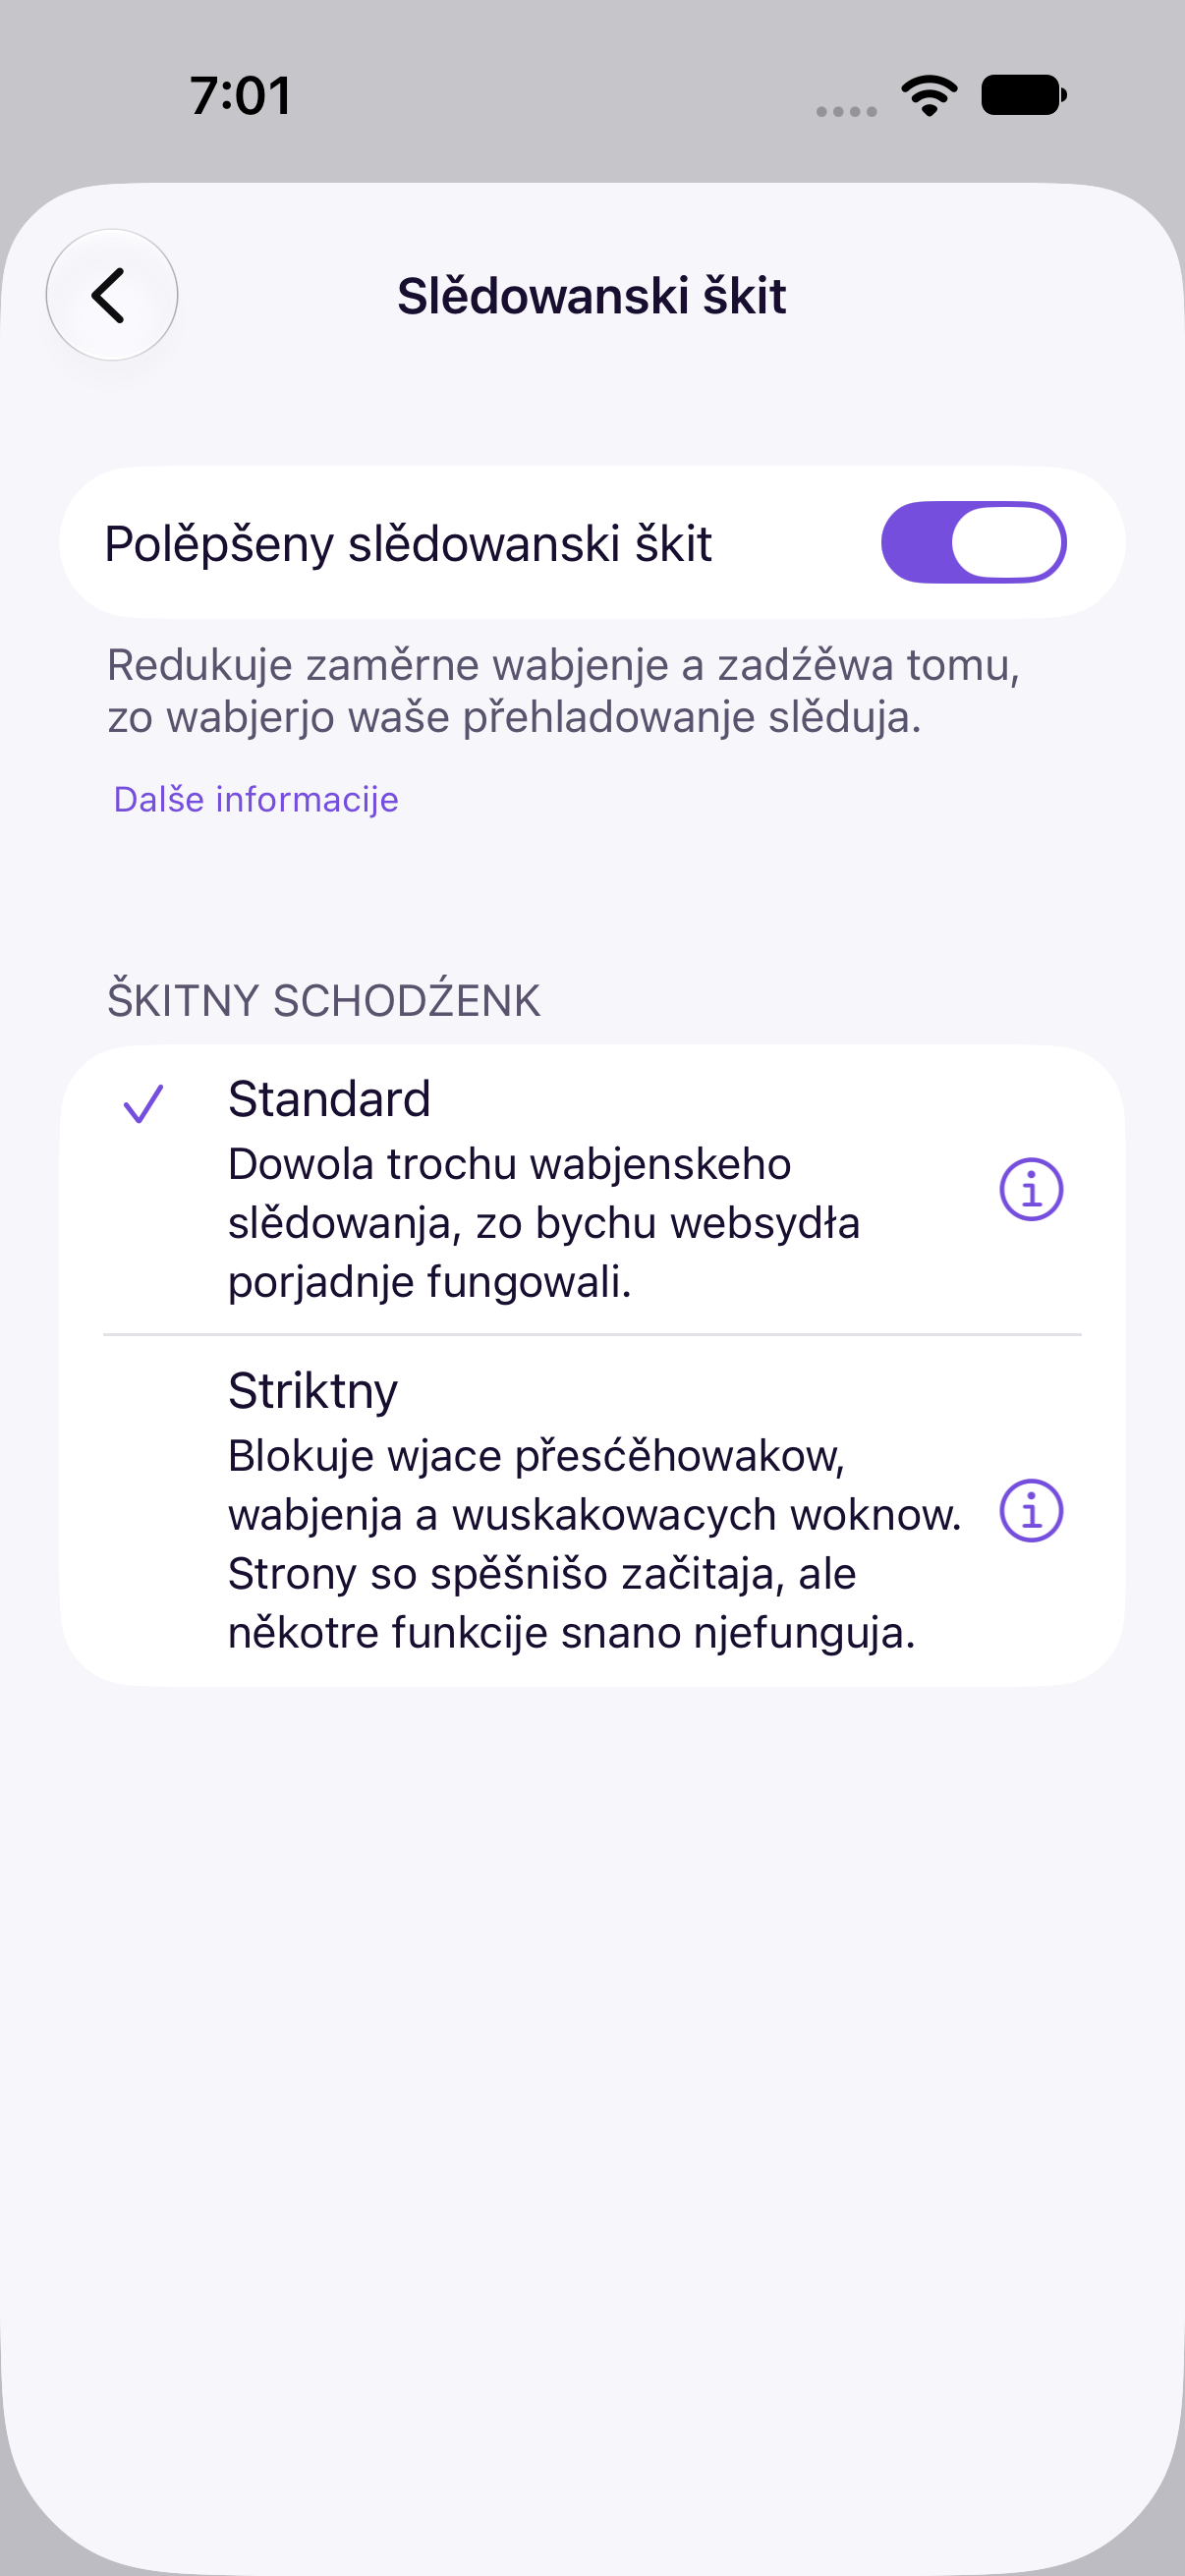 7:01
Slědowanski škit
Polěpšeny slědowanski škit
Redukuje zaměrne wabjenje a zadźěwa tomu,
zo wabjerjo waše přehladowanje slěduja.
Dalše informacije
ŠKITNY SCHODŹENK
Standard
Dowola trochu wabjenskeho
slědowanja, zo bychu websydła
porjadnje fungowali.
Striktny
Blokuje wjace přesćěhowakow,
wabjenja a wuskakowacych woknow.
Strony so spěšnišo začitaja, ale
někotre funkcije snano njefunguja.